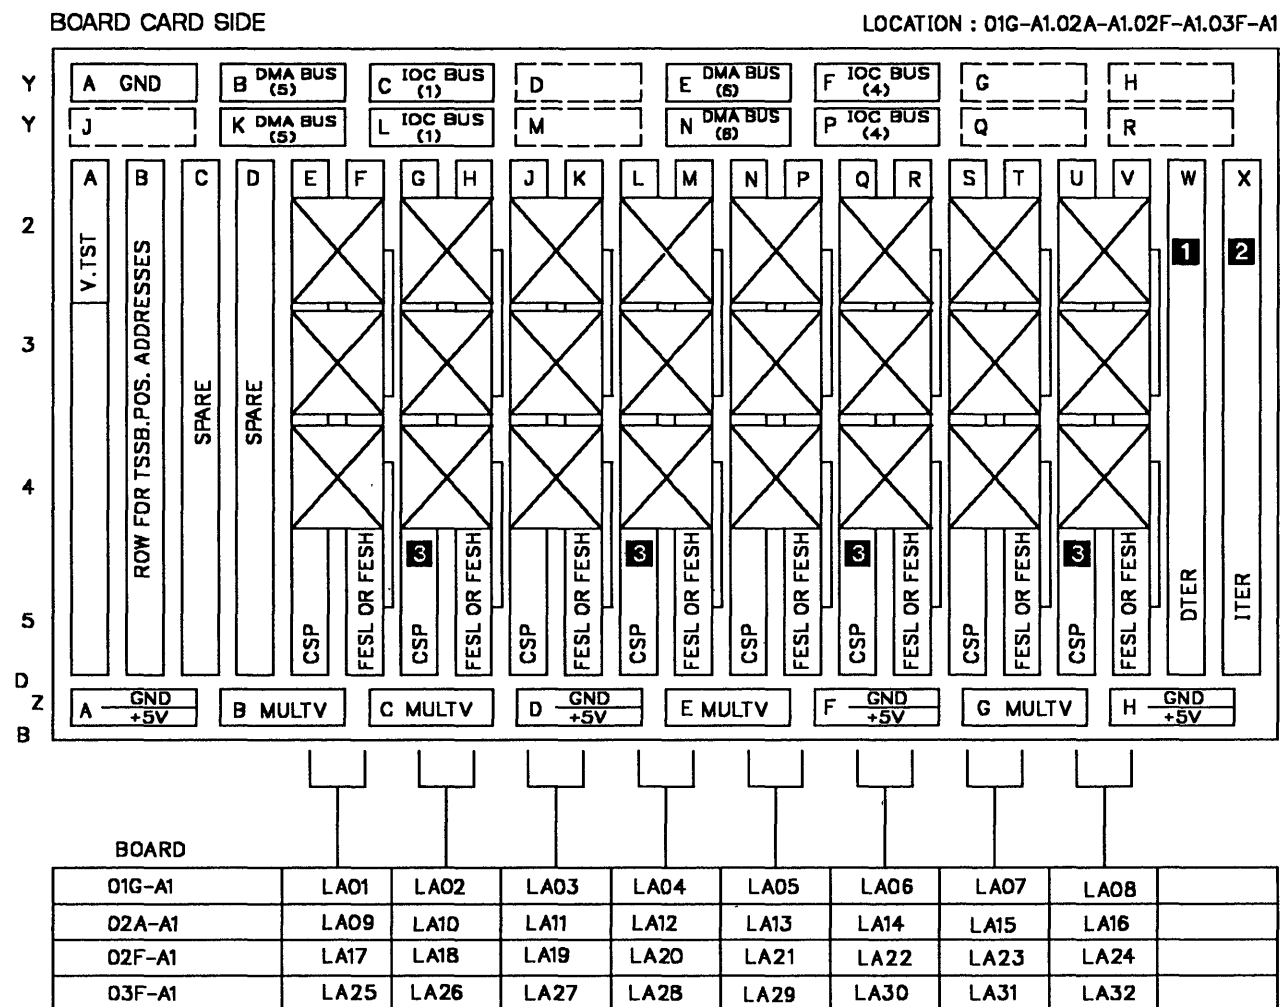 BOARD CARD SIDE
LOCATION : 01G-A1.02A-A1.02F-A1.03F-A1
Y A GND B DMA BUS (5) C IOC BUS (1) D E DMA BUS (6) F IOC BUS (4) G H
Y J K DMA BUS (5) L IOC BUS (1) M N DMA BUS (6) P IOC BUS (4) Q R
A B C D E F G H J K L M N P Q R S T U V W X
2
3
4
5
V.TST
ROW FOR TSSB.POS. ADDRESSES
SPARE
SPARE
1
2
3 3 3 3
CSP FESL OR FESH CSP FESL OR FESH CSP FESL OR FESH CSP FESL OR FESH CSP FESL OR FESH CSP FESL OR FESH CSP FESL OR FESH CSP FESL OR FESH
DTER
ITER
D
Z
B
A GND +5V B MULTV C MULTV D GND +5V E MULTV F GND +5V G MULTV H GND +5V
BOARD
01G-A1 LA01 LA02 LA03 LA04 LA05 LA06 LA07 LA08
02A-A1 LA09 LA10 LA11 LA12 LA13 LA14 LA15 LA16
02F-A1 LA17 LA18 LA19 LA20 LA21 LA22 LA23 LA24
03F-A1 LA25 LA26 LA27 LA28 LA29 LA30 LA31 LA32